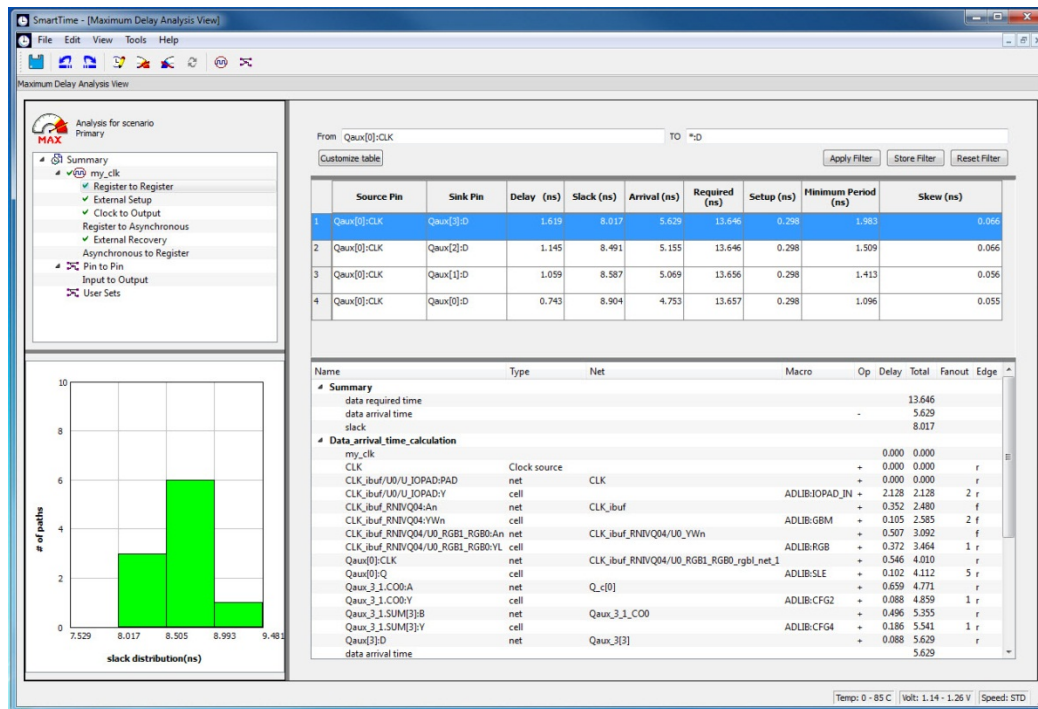 SmartTime - [Maximum Delay Analysis View]
File Edit View Tools Help
Maximum Delay Analysis View
MAX
Analysis for scenario
Primary
Summary
my_clk
Register to Register
External Setup
Clock to Output
Register to Asynchronous
External Recovery
Asynchronous to Register
Pin to Pin
Input to Output
User Sets
From Qaux[0]:CLK TO *:D
Customize table Apply Filter Store Filter Reset Filter
Source Pin Sink Pin Delay (ns) Slack (ns) Arrival (ns) Required (ns) Setup (ns) Minimum Period (ns) Skew (ns)
1 Qaux[0]:CLK Qaux[3]:D 1.619 8.017 5.629 13.646 0.298 1.983 0.066
2 Qaux[0]:CLK Qaux[2]:D 1.145 8.491 5.155 13.646 0.298 1.509 0.066
3 Qaux[0]:CLK Qaux[1]:D 1.059 8.587 5.069 13.656 0.298 1.413 0.056
4 Qaux[0]:CLK Qaux[0]:D 0.743 8.904 4.753 13.657 0.298 1.096 0.055
Name Type Net Macro Op Delay Total Fanout Edge
Summary
data required time 13.646
data arrival time - 5.629
slack 8.017
Data_arrival_time_calculation
my_clk 0.000 0.000
CLK Clock source + 0.000 0.000 r
CLK_ibuf/U0/U_IOPAD:PAD net CLK + 0.000 0.000 r
CLK_ibuf/U0/U_IOPAD:Y cell ADLIB:IOPAD_IN + 2.128 2.128 2 r
CLK_ibuf_RNIVQ04:An net CLK_ibuf + 0.352 2.480 f
CLK_ibuf_RNIVQ04:YWn cell ADLIB:GBM + 0.105 2.585 2 f
CLK_ibuf_RNIVQ04/U0_RGB1_RGB0:An net CLK_ibuf_RNIVQ04/U0_YWn + 0.507 3.092 f
CLK_ibuf_RNIVQ04/U0_RGB1_RGB0:YL cell ADLIB:RGB + 0.372 3.464 1 r
Qaux[0]:CLK net CLK_ibuf_RNIVQ04/U0_RGB1_RGB0_rgbl_net_1 + 0.546 4.010 r
Qaux[0]:Q cell ADLIB:SLE + 0.102 4.112 5 r
Qaux_3_1.CO0:A net Q_c[0] + 0.659 4.771 r
Qaux_3_1.CO0:Y cell ADLIB:CFG2 + 0.088 4.859 1 r
Qaux_3_1.SUM[3]:B net Qaux_3_1_CO0 + 0.496 5.355 r
Qaux_3_1.SUM[3]:Y cell ADLIB:CFG4 + 0.186 5.541 1 r
Qaux[3]:D net Qaux_3[3] + 0.088 5.629 r
data arrival time 5.629
# of paths
10
8
6
4
2
0
7.529 8.017 8.505 8.993 9.481
slack distribution(ns)
Temp: 0 - 85 C Volt: 1.14 - 1.26 V Speed: STD